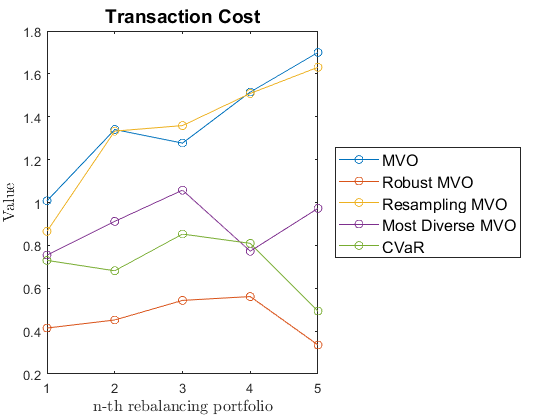 Transaction Cost
1.8
1.6
1.4
1.2
1
0.8
0.6
0.4
0.2
Value
1 2 3 4 5
n-th rebalancing portfolio
MVO
Robust MVO
Resampling MVO
Most Diverse MVO
CVaR